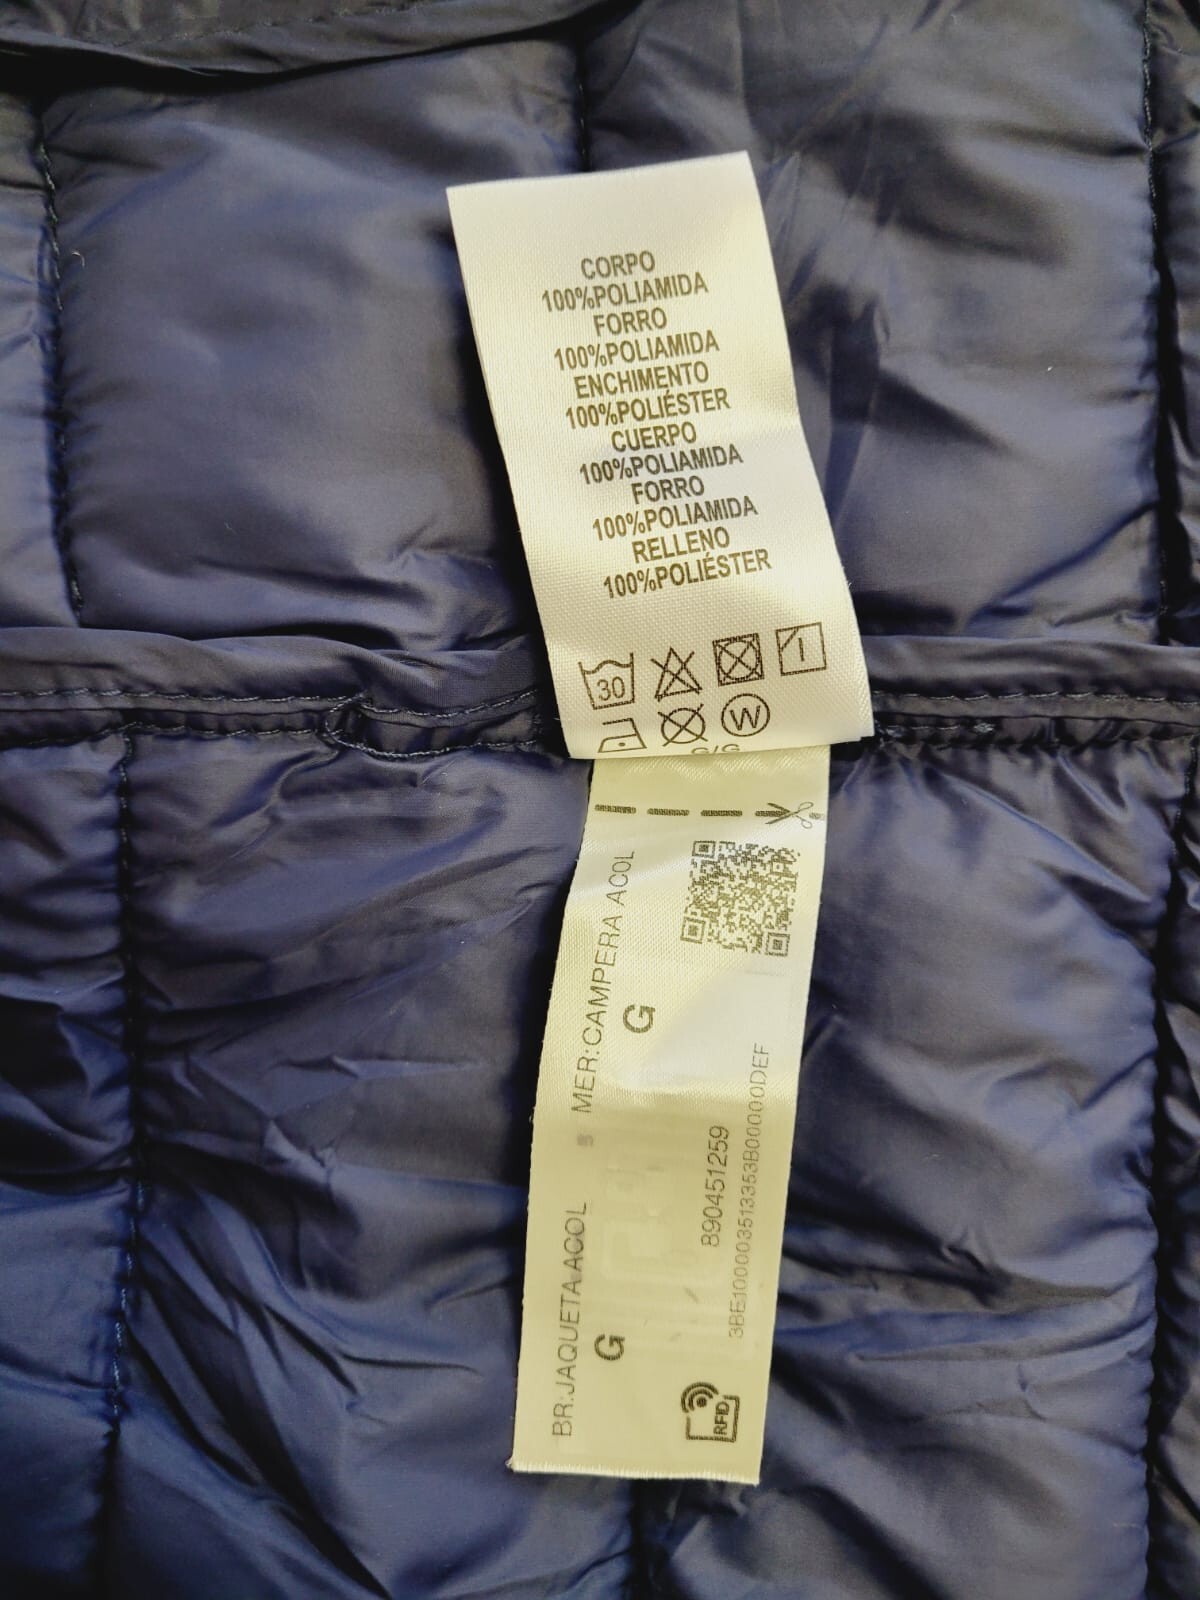 CORPO
100%POLIAMIDA
FORRO
100%POLIAMIDA
ENCHIMENTO
100%POLIÉSTER
CUERPO
100%POLIAMIDA
FORRO
100%POLIAMIDA
RELLENO
100%POLIÉSTER
30
W
G/G
MER:CAMPERA ACOL
G
BR:JAQUETA ACOL
G
890451259
3BE100003513353B00000DEF
RFID